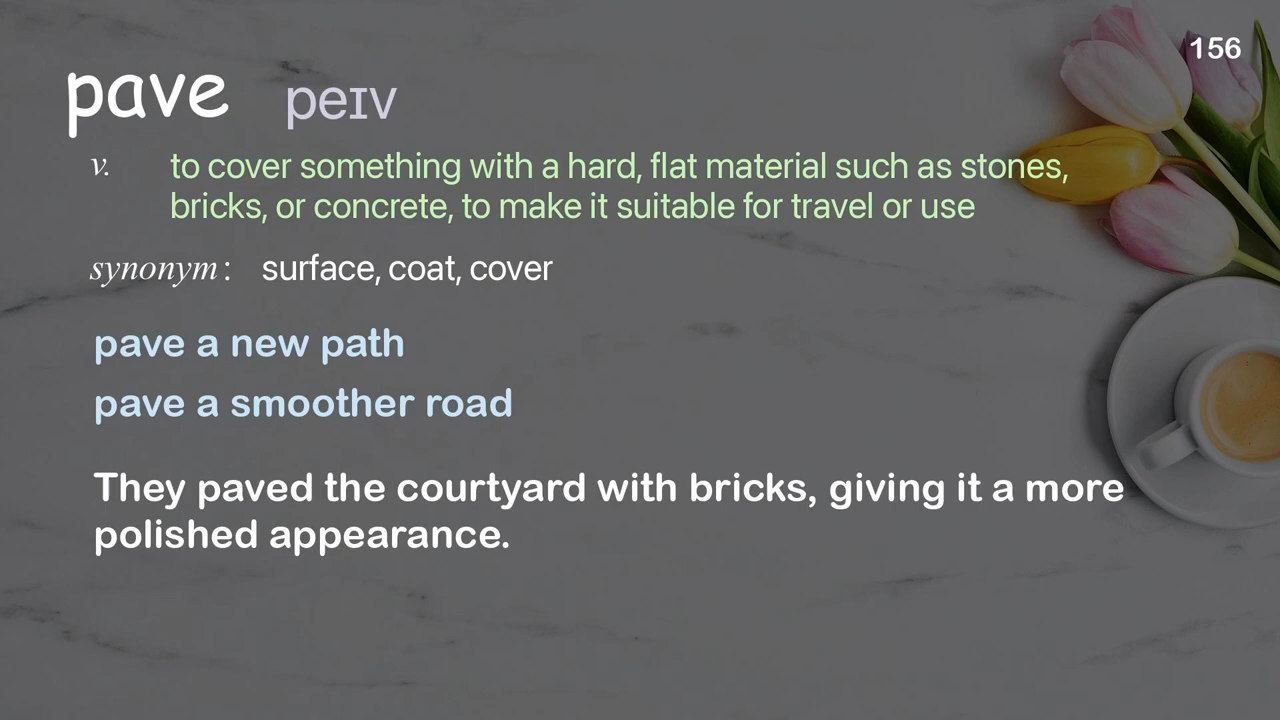 156
pave peɪv
v. to cover something with a hard, flat material such as stones,
bricks, or concrete, to make it suitable for travel or use
synonym: surface, coat, cover
pave a new path
pave a smoother road
They paved the courtyard with bricks, giving it a more
polished appearance.